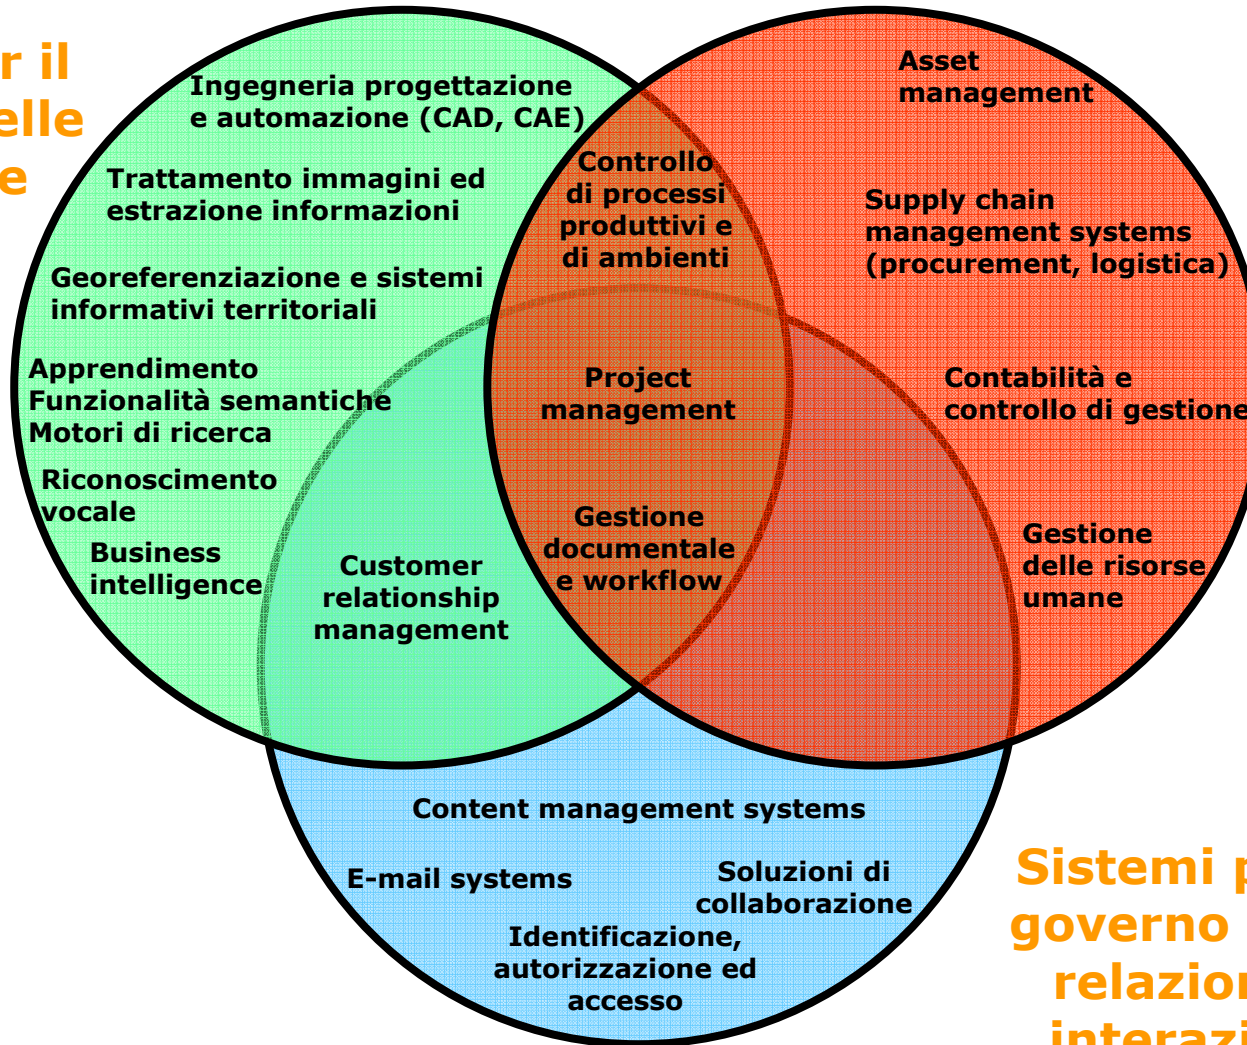 r il
elle
e
Ingegneria progettazione
e automazione (CAD, CAE)
Trattamento immagini ed
estrazione informazioni
Georeferenziazione e sistemi
informativi territoriali
Apprendimento
Funzionalità semantiche
Motori di ricerca
Riconoscimento
vocale
Business
intelligence
Customer
relationship
management
Controllo
di processi
produttivi e
di ambienti
Project
management
Gestione
documentale
e workflow
Asset
management
Supply chain
management systems
(procurement, logistica)
Contabilità e
controllo di gestione
Gestione
delle risorse
umane
Content management systems
E-mail systems
Soluzioni di
collaborazione
Identificazione,
autorizzazione ed
accesso
Sistemi p
governo
relazion
interazi